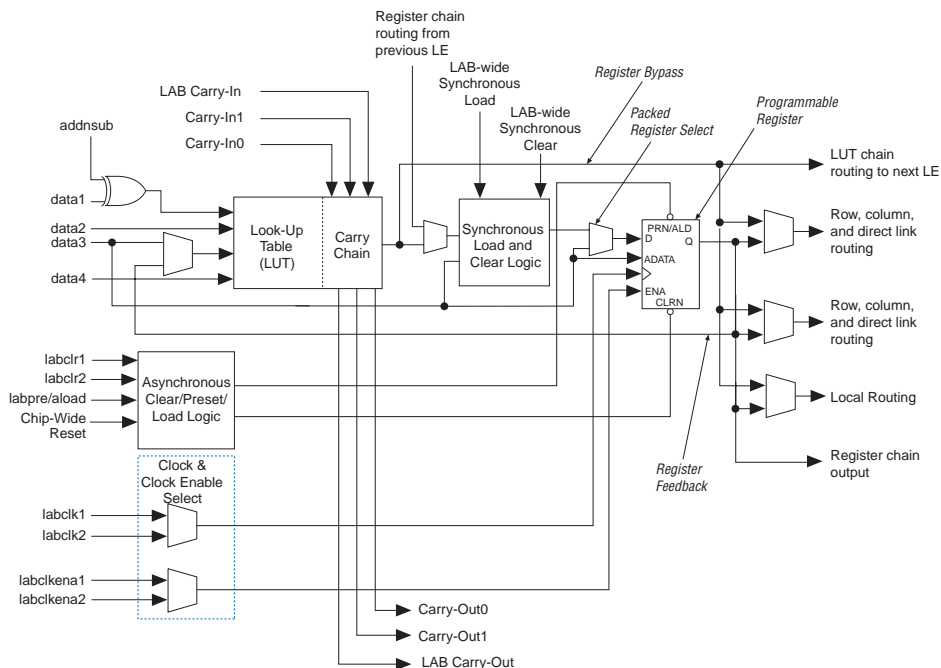 Register chain
routing from
previous LE
LAB-wide
Synchronous
Load
Register Bypass
Packed
Register Select
Programmable
Register
LAB Carry-In
Carry-In1
Carry-In0
LAB-wide
Synchronous
Clear
addnsub
LUT chain
routing to next LE
data1
data2
data3
data4
Look-Up
Table
(LUT)
Carry
Chain
Synchronous
Load and
Clear Logic
PRN/ALD
D
Q
ADATA
ENA
CLRN
Row, column,
and direct link
routing
Row, column,
and direct link
routing
labclr1
labclr2
labpre/aload
Chip-Wide
Reset
Asynchronous
Clear/Preset/
Load Logic
Local Routing
Register chain
output
Register
Feedback
Clock &
Clock Enable
Select
labclk1
labclk2
labclkena1
labclkena2
Carry-Out0
Carry-Out1
LAB Carry-Out